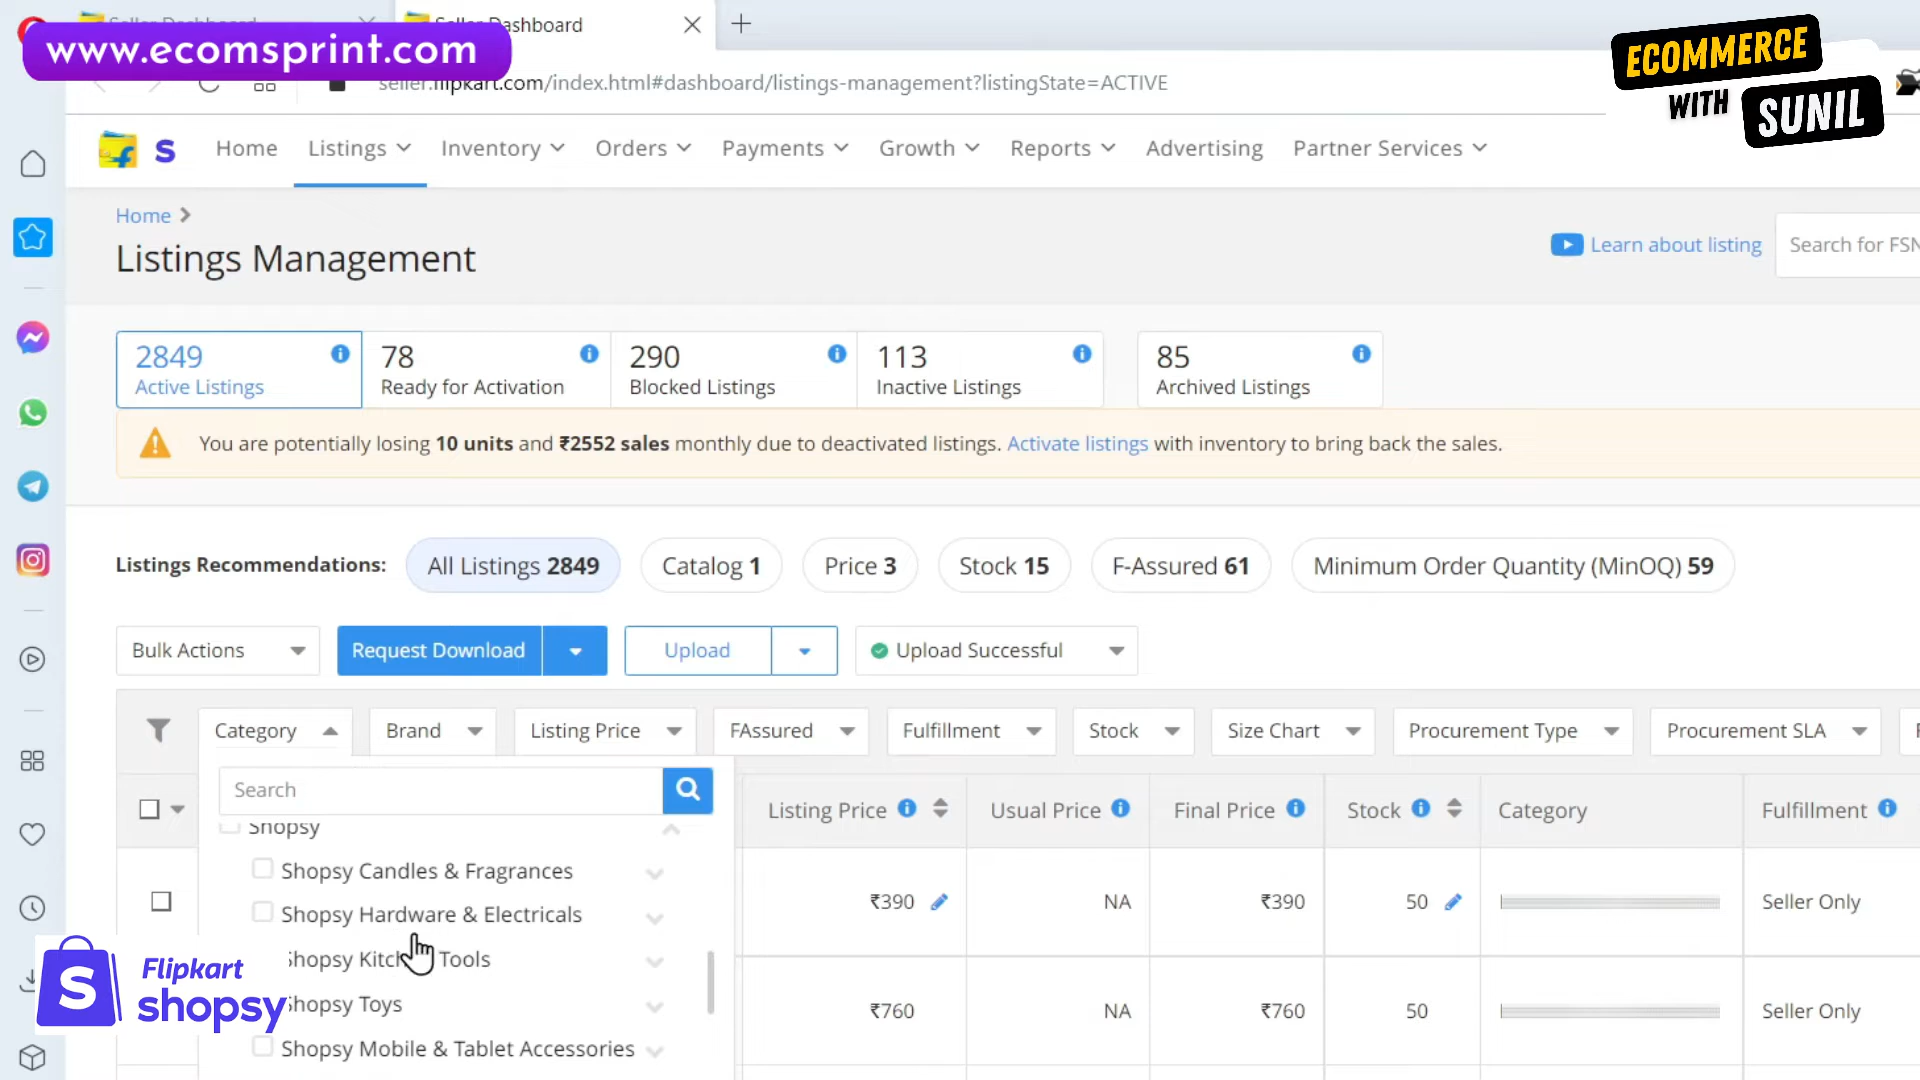 Seller Dashboard
Seller Dashboard
www.ecomsprint.com
ECOMMERCE
WITH SUNIL
seller.flipkart.com/index.html#dashboard/listings-management?listingState=ACTIVE
Home Listings Inventory Orders Payments Growth Reports Advertising Partner Services
Home
Listings Management
Learn about listing
Search for FSN
2849
Active Listings
78
Ready for Activation
290
Blocked Listings
113
Inactive Listings
85
Archived Listings
You are potentially losing 10 units and ₹2552 sales monthly due to deactivated listings. Activate listings with inventory to bring back the sales.
Listings Recommendations: All Listings 2849 Catalog 1 Price 3 Stock 15 F-Assured 61 Minimum Order Quantity (MinOQ) 59
Bulk Actions Request Download Upload Upload Successful
Category Brand Listing Price FAssured Fulfillment Stock Size Chart Procurement Type Procurement SLA
Search
Listing Price Usual Price Final Price Stock Category Fulfillment
Shopsy
Shopsy Candles & Fragrances
Shopsy Hardware & Electricals
Shopsy Toys
Shopsy Mobile & Tablet Accessories
₹390 NA ₹390 50 Seller Only
₹760 NA ₹760 50 Seller Only
S
Flipkart
shopsy